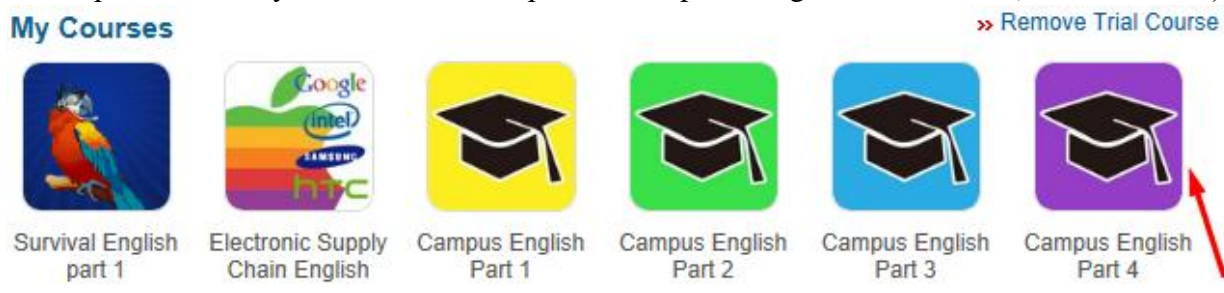 My Courses
» Remove Trial Course
Google
intel
SAMSUNG
hTC
Survival English
part 1
Electronic Supply
Chain English
Campus English
Part 1
Campus English
Part 2
Campus English
Part 3
Campus English
Part 4